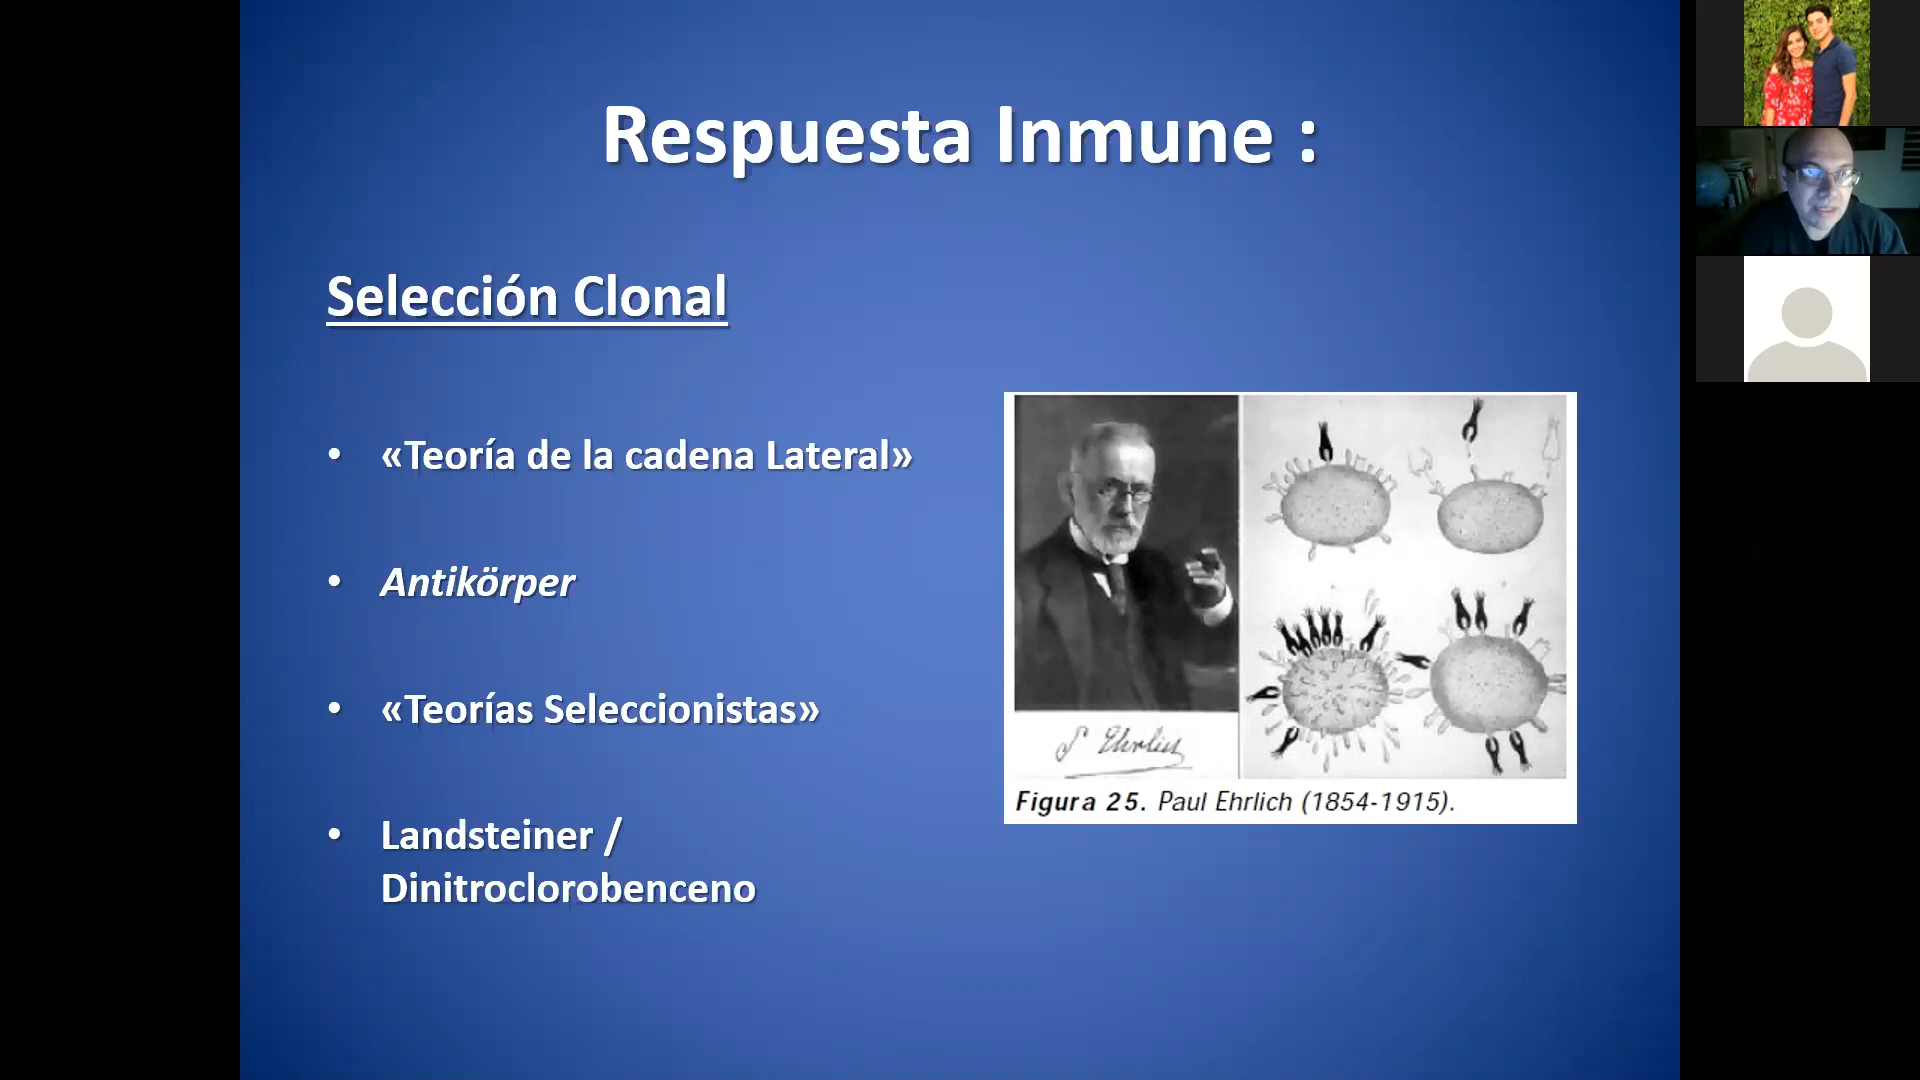 Respuesta Inmune :
Selección Clonal
• «Teoría de la cadena Lateral»
• Antikörper
• «Teorías Seleccionistas»
• Landsteiner /
Dinitroclorobenceno
P Ehrlich
Figura 25. Paul Ehrlich (1854-1915).